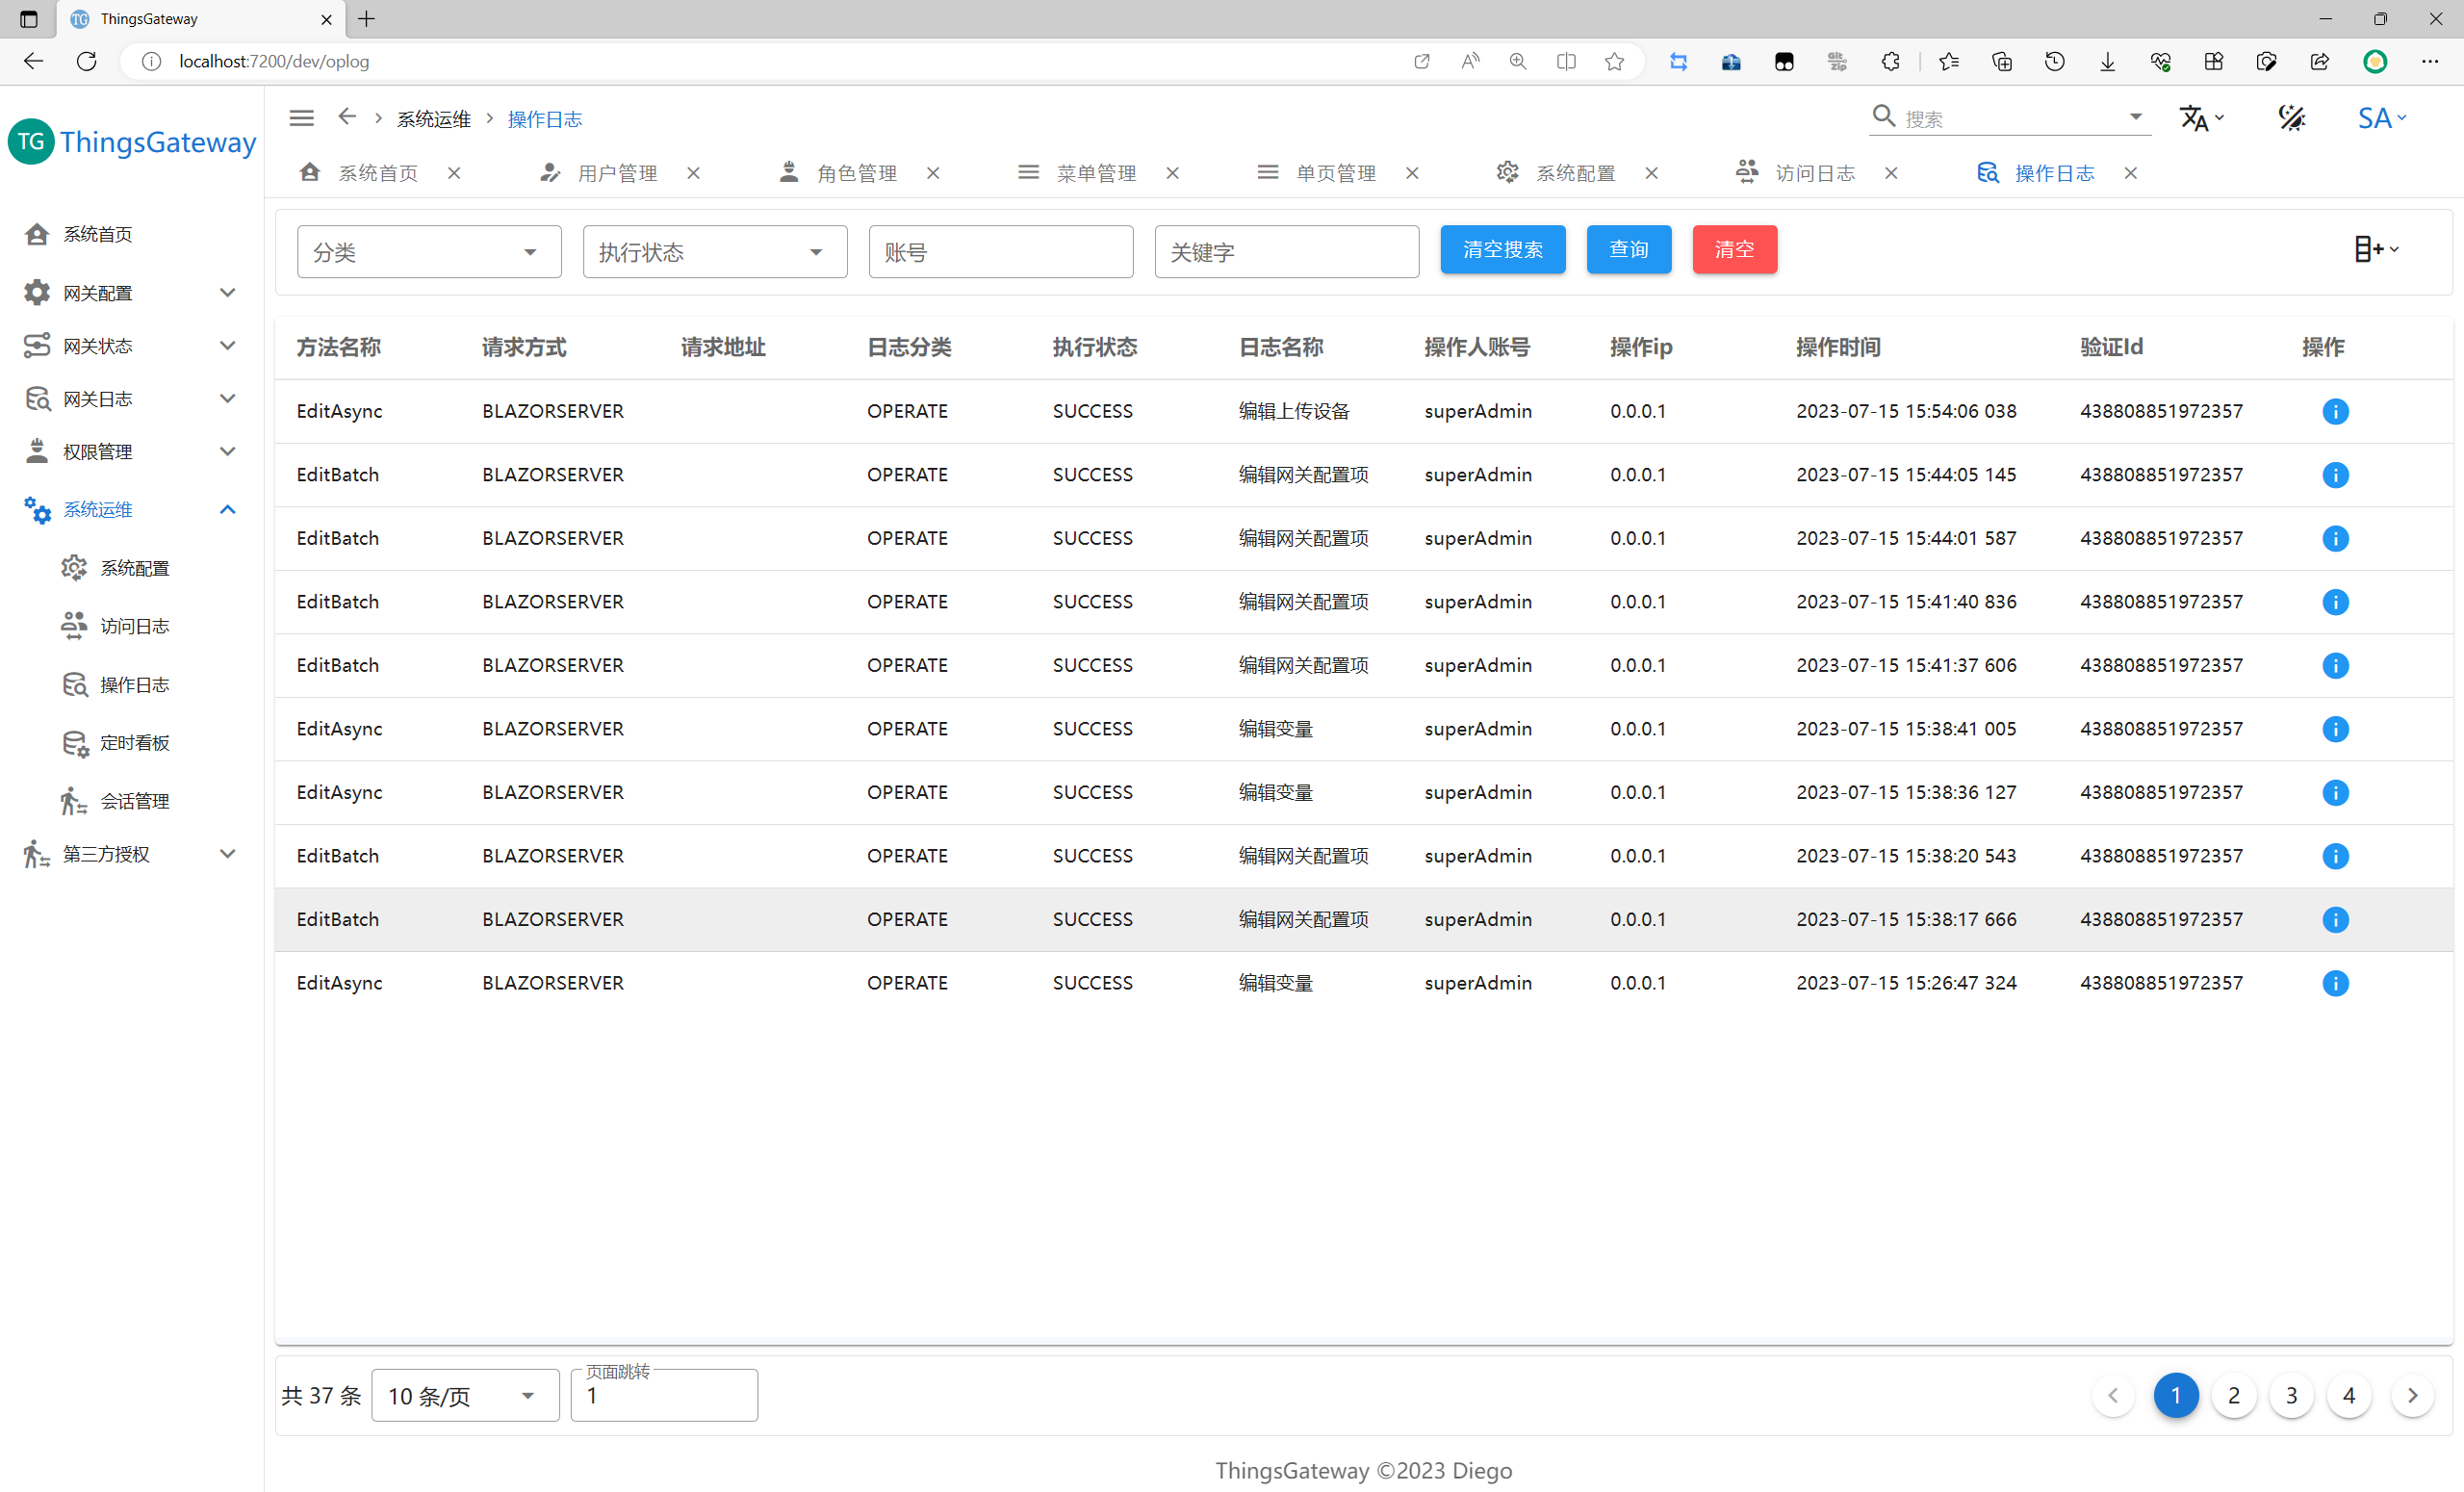 TG ThingsGateway
localhost:7200/dev/oplog
Git
zip
TG ThingsGateway
系统运维 操作日志
搜索
SA
系统首页 用户管理 角色管理 菜单管理 单页管理 系统配置 访问日志 操作日志
系统首页
网关配置
网关状态
网关日志
权限管理
系统运维
系统配置
访问日志
操作日志
定时看板
会话管理
第三方授权
分类 执行状态 账号 关键字 清空搜索 查询 清空
方法名称 请求方式 请求地址 日志分类 执行状态 日志名称 操作人账号 操作ip 操作时间 验证Id 操作
EditAsync BLAZORSERVER OPERATE SUCCESS 编辑上传设备 superAdmin 0.0.0.1 2023-07-15 15:54:06 038 438808851972357
EditBatch BLAZORSERVER OPERATE SUCCESS 编辑网关配置项 superAdmin 0.0.0.1 2023-07-15 15:44:05 145 438808851972357
EditBatch BLAZORSERVER OPERATE SUCCESS 编辑网关配置项 superAdmin 0.0.0.1 2023-07-15 15:44:01 587 438808851972357
EditBatch BLAZORSERVER OPERATE SUCCESS 编辑网关配置项 superAdmin 0.0.0.1 2023-07-15 15:41:40 836 438808851972357
EditBatch BLAZORSERVER OPERATE SUCCESS 编辑网关配置项 superAdmin 0.0.0.1 2023-07-15 15:41:37 606 438808851972357
EditAsync BLAZORSERVER OPERATE SUCCESS 编辑变量 superAdmin 0.0.0.1 2023-07-15 15:38:41 005 438808851972357
EditAsync BLAZORSERVER OPERATE SUCCESS 编辑变量 superAdmin 0.0.0.1 2023-07-15 15:38:36 127 438808851972357
EditBatch BLAZORSERVER OPERATE SUCCESS 编辑网关配置项 superAdmin 0.0.0.1 2023-07-15 15:38:20 543 438808851972357
EditBatch BLAZORSERVER OPERATE SUCCESS 编辑网关配置项 superAdmin 0.0.0.1 2023-07-15 15:38:17 666 438808851972357
EditAsync BLAZORSERVER OPERATE SUCCESS 编辑变量 superAdmin 0.0.0.1 2023-07-15 15:26:47 324 438808851972357
页面跳转
共 37 条 10 条/页 1 1 2 3 4
ThingsGateway ©2023 Diego